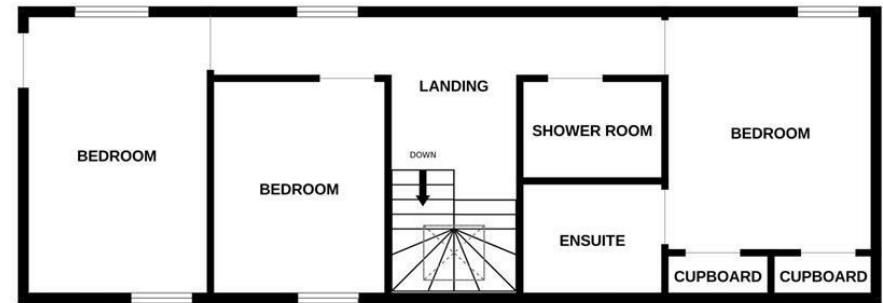 LANDING
SHOWER ROOM
BEDROOM
BEDROOM
DOWN
BEDROOM
ENSUITE
CUPBOARD
CUPBOARD